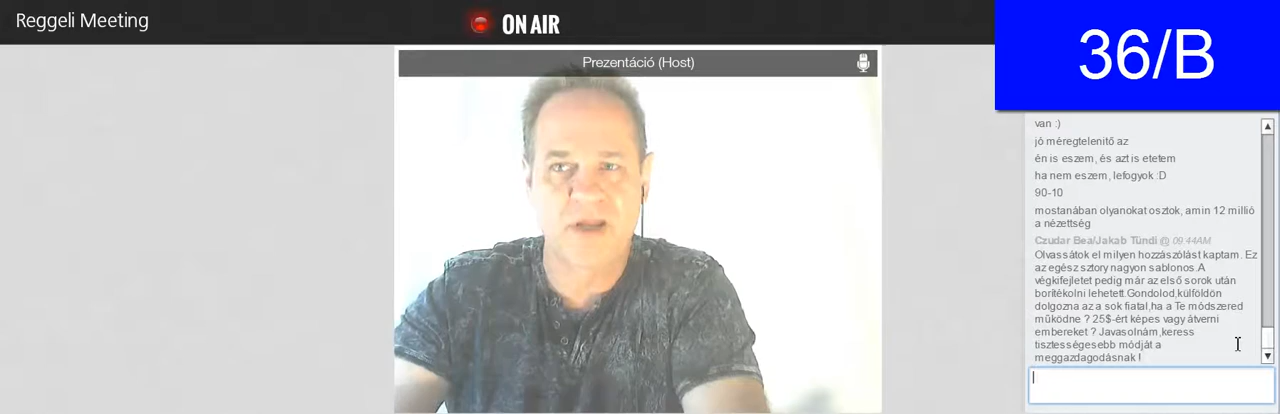 Reggeli Meeting
ON AIR
36/B
Prezentáció (Host)
van :)
jó méregtelenitő az
én is eszem, és azt is etetem
ha nem eszem, lefogyok :D
90-10
mostanában olyanokat osztok, amin 12 millió
a nézettség
Czudar Bea/Jakab Tündi @ 09:44AM
Olvassátok el milyen hozzászólást kaptam. Ez
az egész sztory nagyon sablonos.A
végkifejletet pedig már az első sorok után
borítékolni lehetett.Gondolod,külföldön
dolgozna az a sok fiatal,ha a Te módszered
működne ? 25$-ért képes vagy átverni
embereket ? Javasolnám,keress
tisztességesebb módját a
meggazdagodásnak !